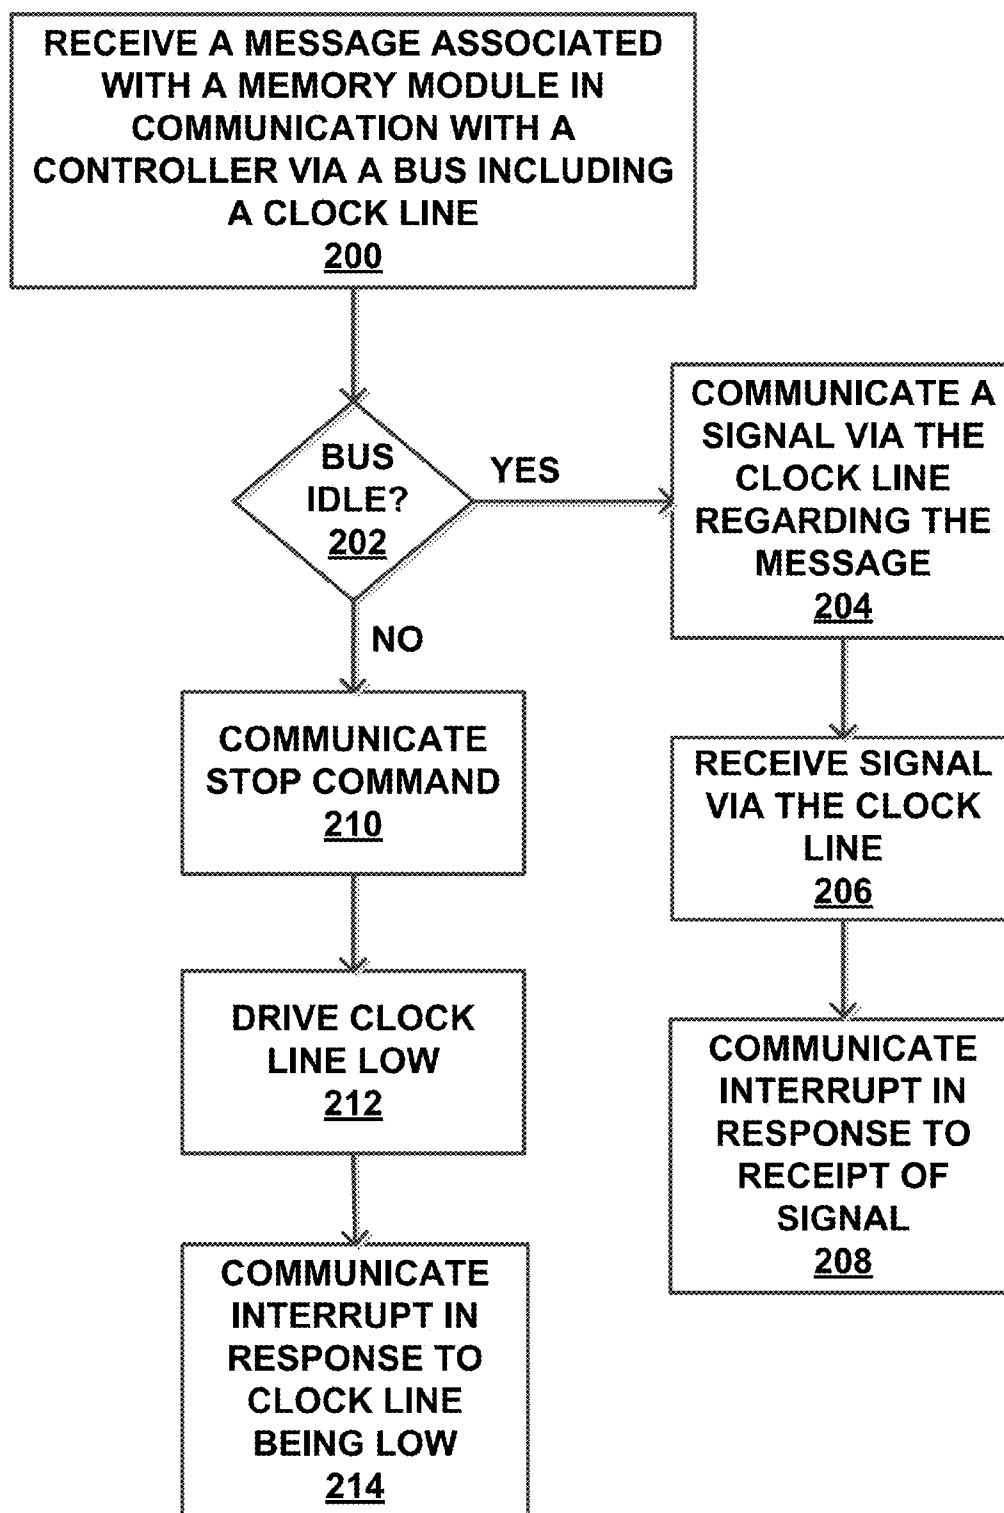 RECEIVE A MESSAGE ASSOCIATED
WITH A MEMORY MODULE IN
COMMUNICATION WITH A
CONTROLLER VIA A BUS INCLUDING
A CLOCK LINE
200
BUS
IDLE?
202
YES
NO
COMMUNICATE A
SIGNAL VIA THE
CLOCK LINE
REGARDING THE
MESSAGE
204
RECEIVE SIGNAL
VIA THE CLOCK
LINE
206
COMMUNICATE
INTERRUPT IN
RESPONSE TO
RECEIPT OF
SIGNAL
208
COMMUNICATE
STOP COMMAND
210
DRIVE CLOCK
LINE LOW
212
COMMUNICATE
INTERRUPT IN
RESPONSE TO
CLOCK LINE
BEING LOW
214